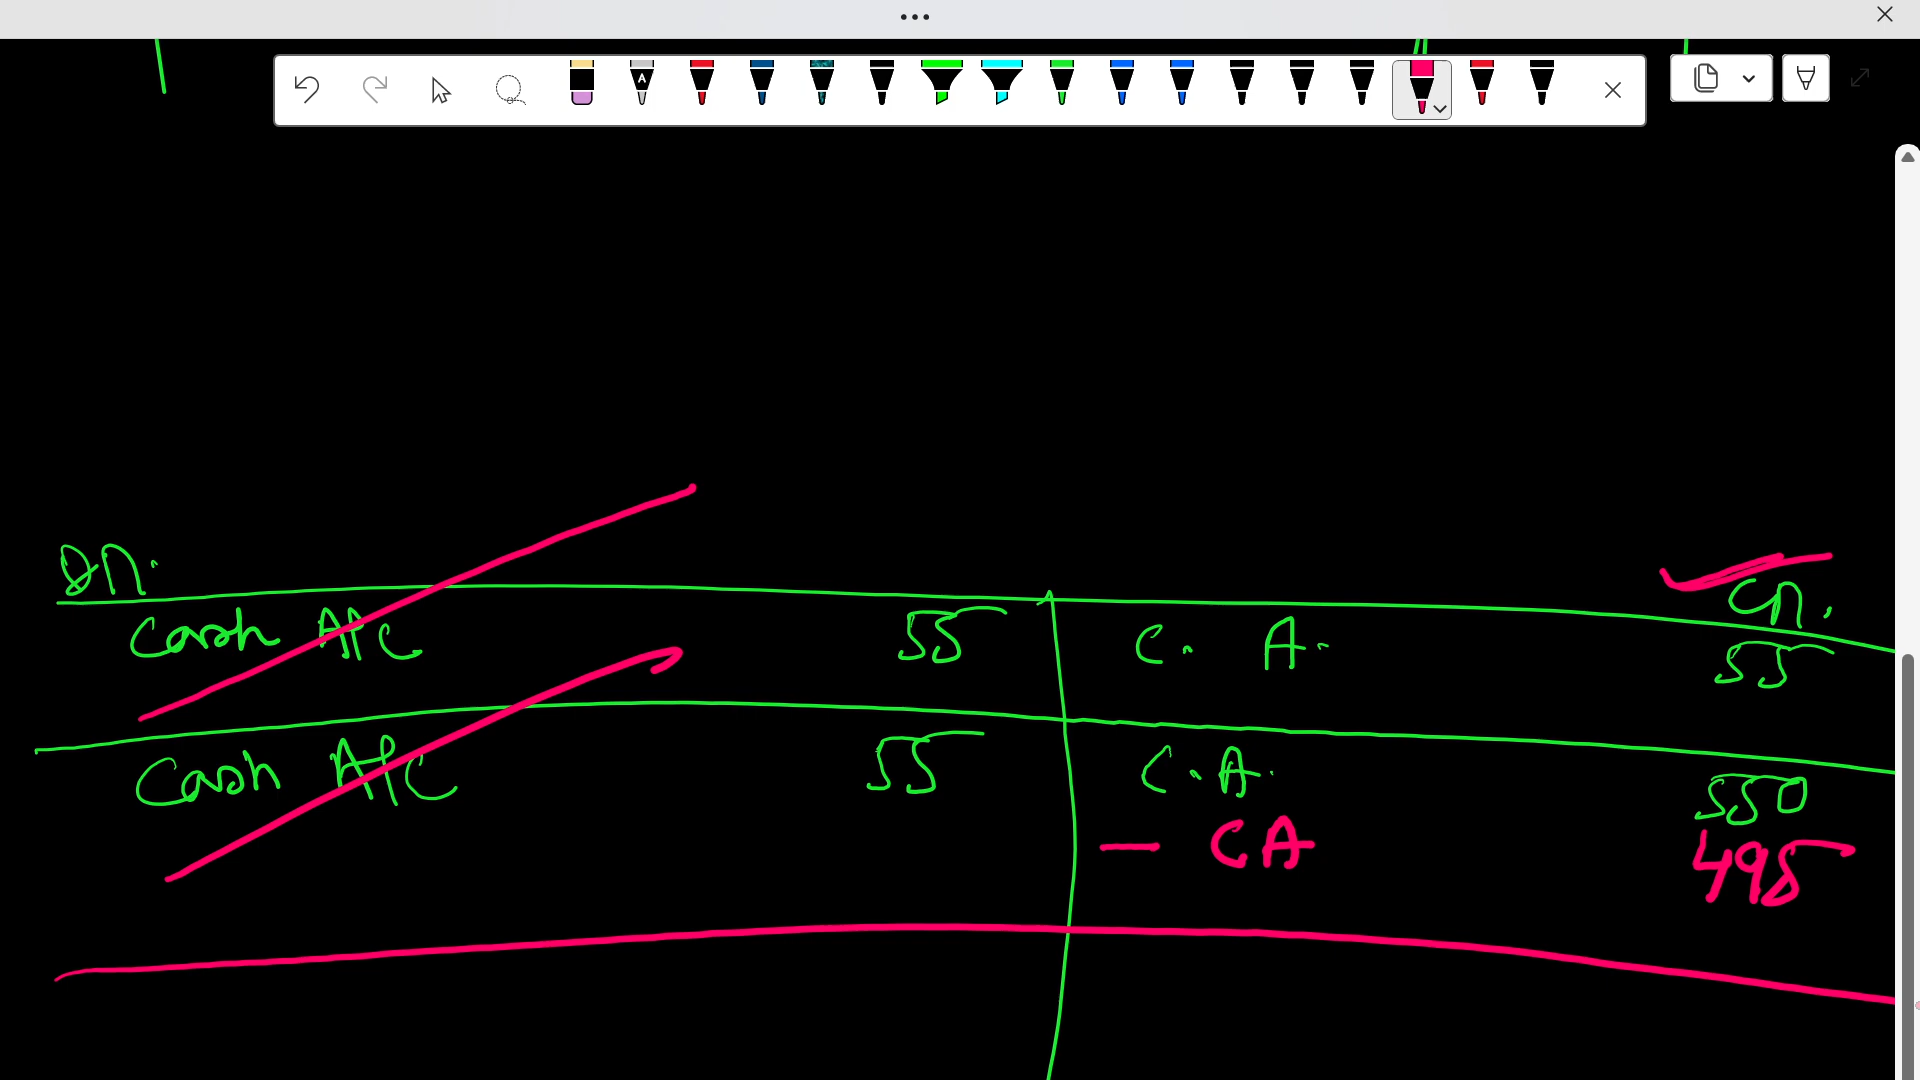 Dr.
Cr.
Cash A/C 55 C. A. 55
Cash A/C 55 C. A. 550
— CA 495